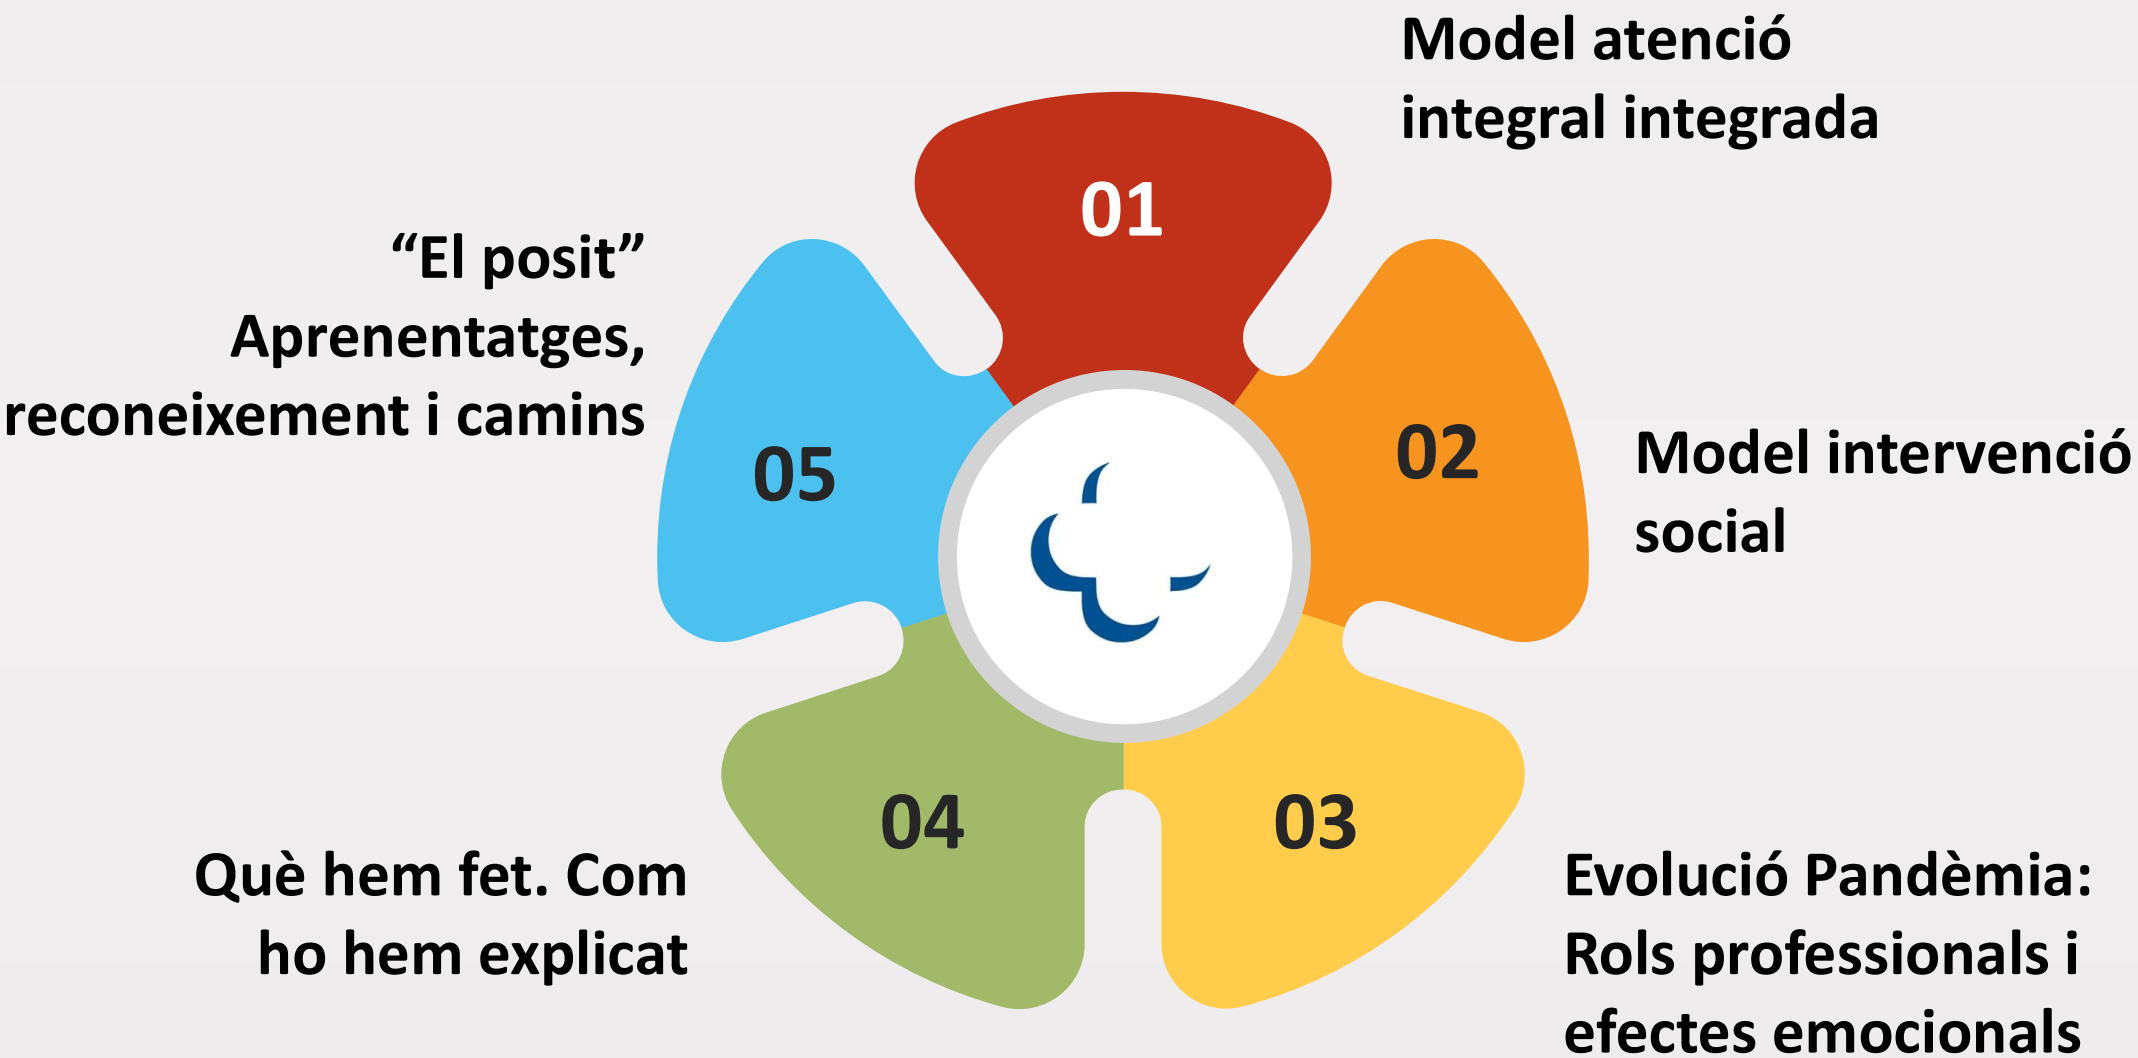 01
Model atenció
integral integrada
02
Model intervenció
social
03
Evolució Pandèmia:
Rols professionals i
efectes emocionals
04
Què hem fet. Com
ho hem explicat
05
“El posit”
Aprenentatges,
reconeixement i camins